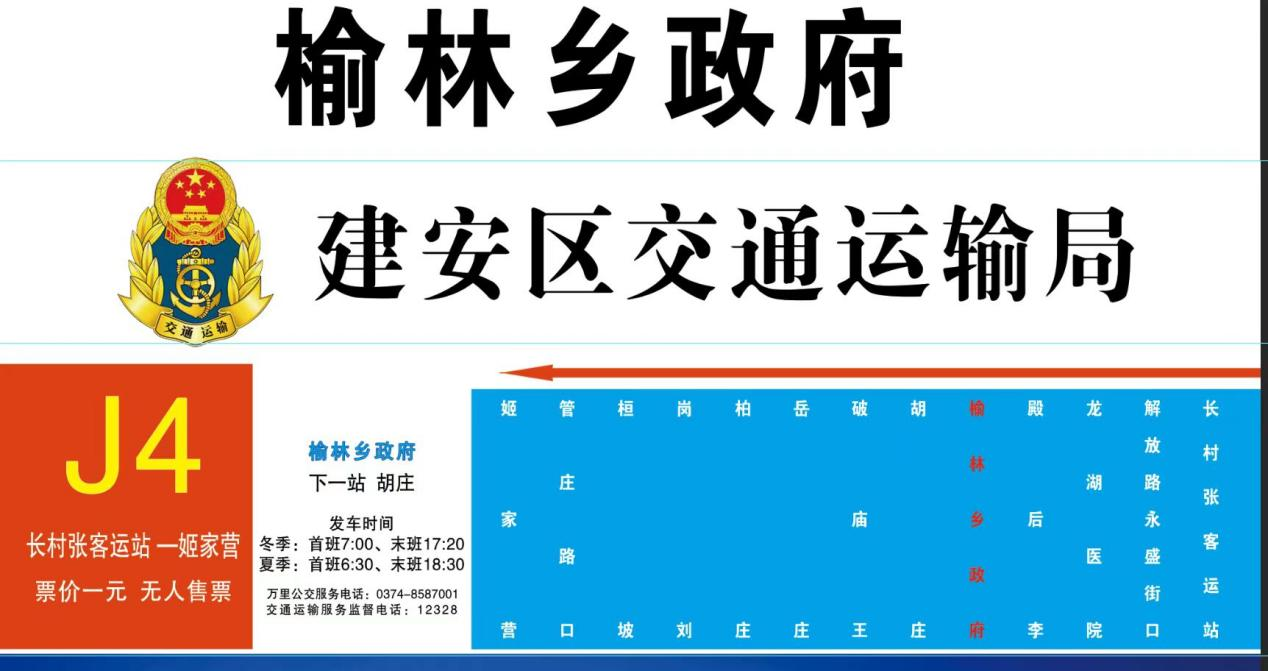 榆林乡政府
交通运输
建安区交通运输局
J4
长村张客运站—姬家营
票价一元 无人售票
榆林乡政府
下一站 胡庄
发车时间
冬季：首班7:00、末班17:20
夏季：首班6:30、末班18:30
万里公交服务电话：0374-8587001
交通运输服务监督电话：12328
姬家营
管庄路口
桓坡
岗刘
柏庄
岳庄
破庙王
胡庄
榆林乡政府
殿后李
龙湖医院
解放路永盛街口
长村张客运站